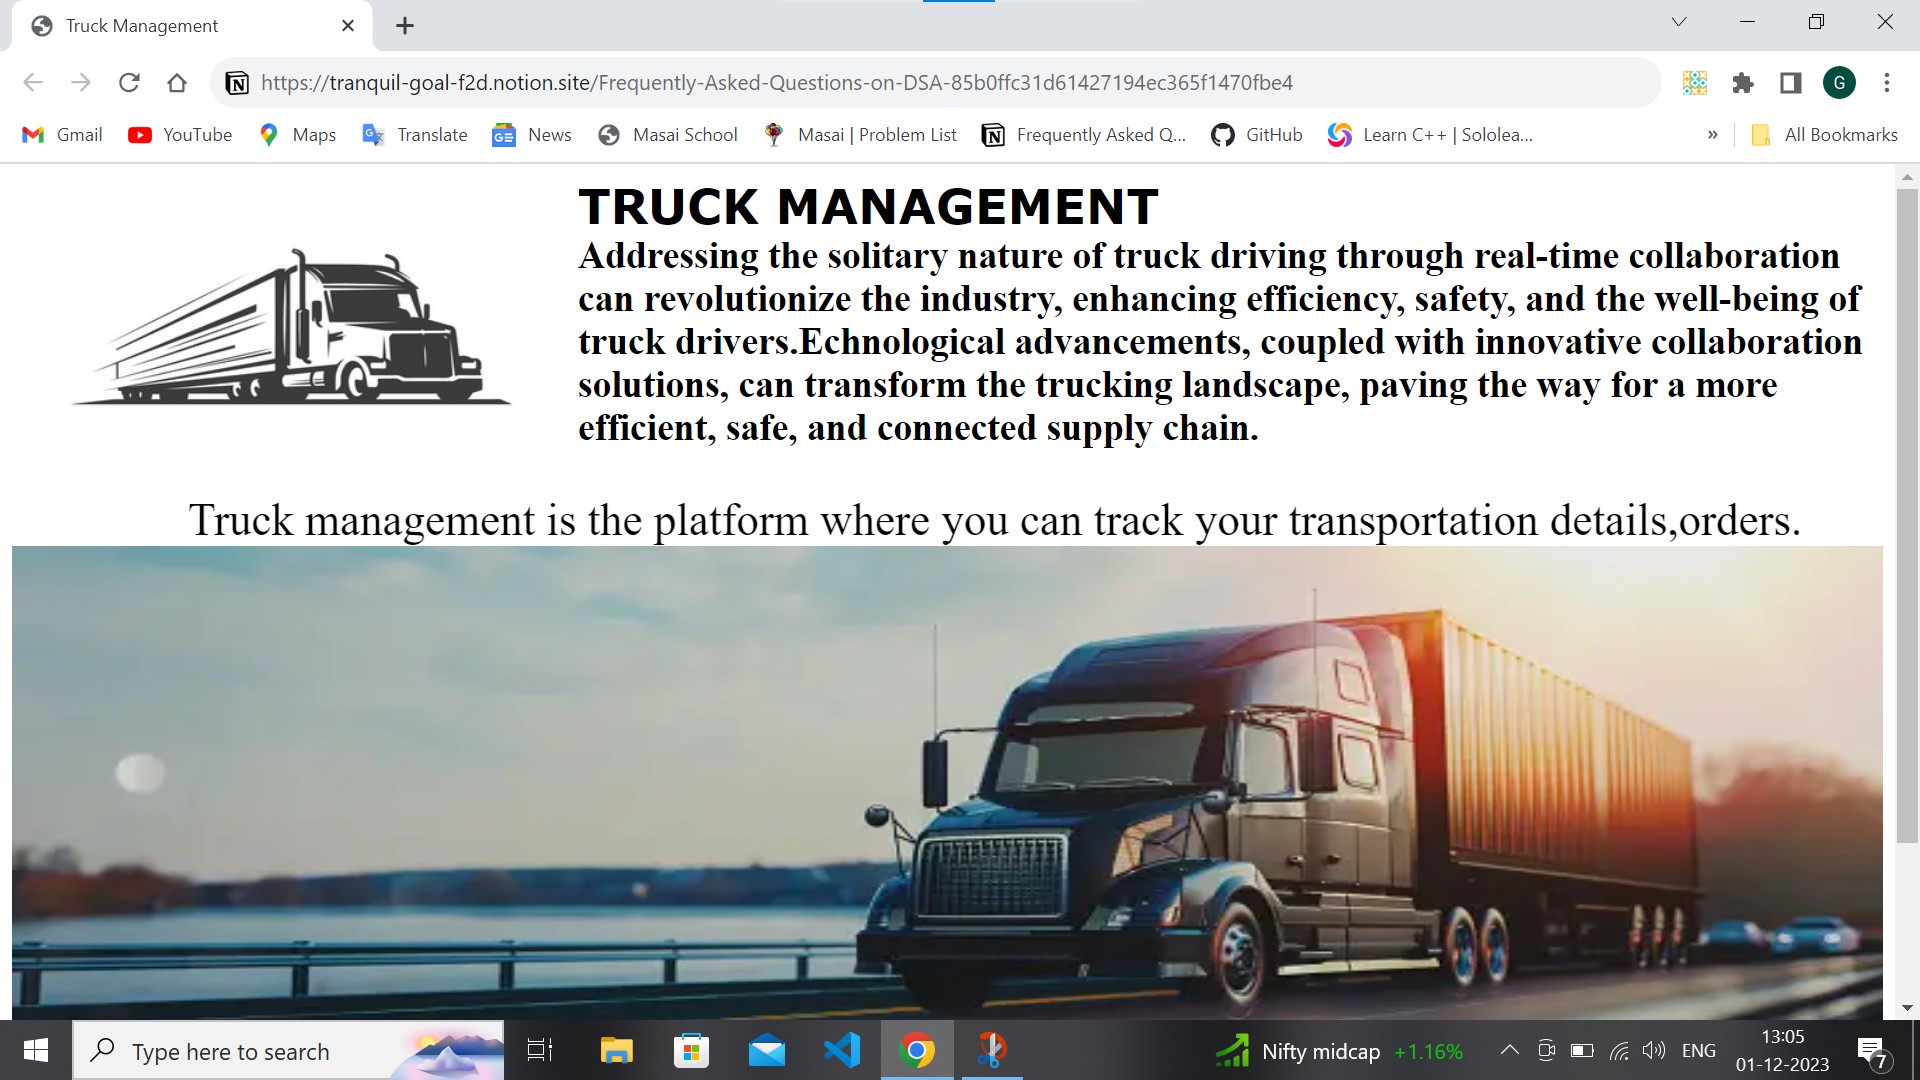 Truck Management
https://tranquil-goal-f2d.notion.site/Frequently-Asked-Questions-on-DSA-85b0ffc31d61427194ec365f1470fbe4
G
Gmail YouTube Maps Translate News Masai School Masai | Problem List Frequently Asked Q... GitHub Learn C++ | Sololea... » All Bookmarks
TRUCK MANAGEMENT
Addressing the solitary nature of truck driving through real-time collaboration
can revolutionize the industry, enhancing efficiency, safety, and the well-being of
truck drivers.Echnological advancements, coupled with innovative collaboration
solutions, can transform the trucking landscape, paving the way for a more
efficient, safe, and connected supply chain.
Truck management is the platform where you can track your transportation details,orders.
Type here to search
Nifty midcap +1.16%
ENG
13:05
01-12-2023
7